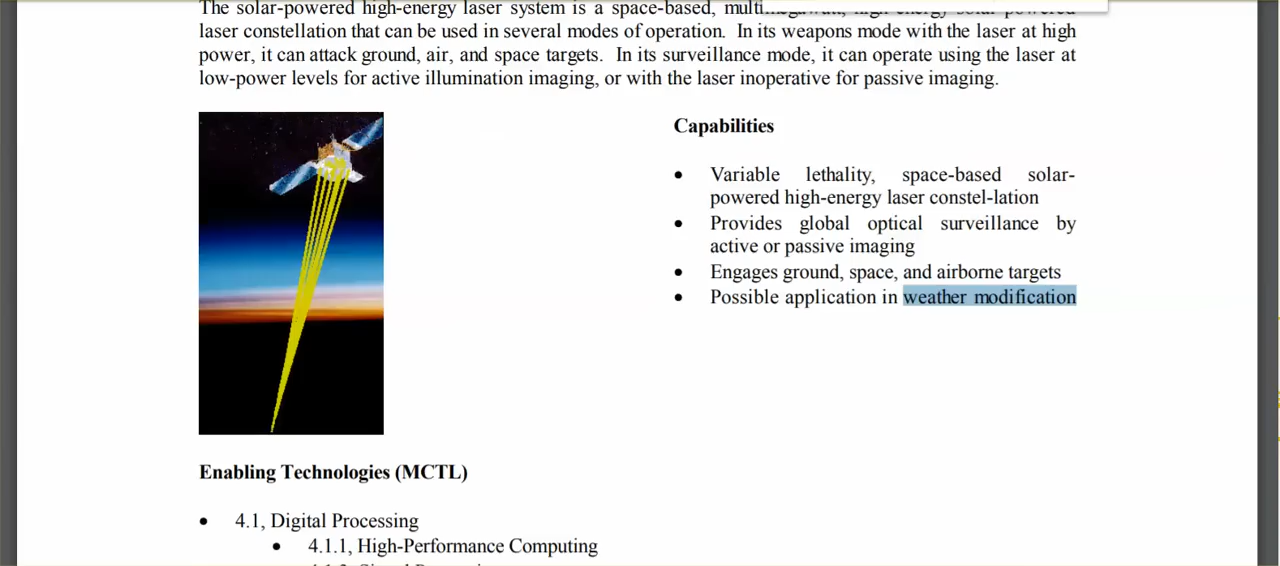 The solar-powered high-energy laser system is a space-based, multimegawatt, high-energy solar-powered
laser constellation that can be used in several modes of operation. In its weapons mode with the laser at high
power, it can attack ground, air, and space targets. In its surveillance mode, it can operate using the laser at
low-power levels for active illumination imaging, or with the laser inoperative for passive imaging.
Capabilities
• Variable lethality, space-based solar-
powered high-energy laser constel-lation
• Provides global optical surveillance by
active or passive imaging
• Engages ground, space, and airborne targets
• Possible application in weather modification
Enabling Technologies (MCTL)
• 4.1, Digital Processing
• 4.1.1, High-Performance Computing